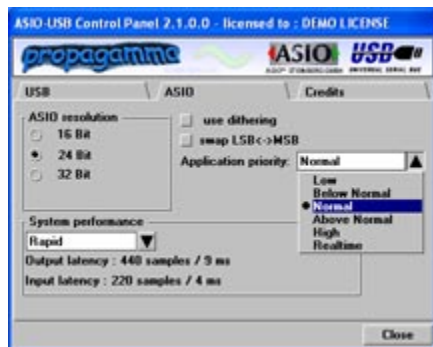 ASIO-USB Control Panel 2.1.0.0 - licensed to : DEMO LICENSE
propagamma
ASIO
USB
UNIVERSAL SERIAL BUS
USB
ASIO
Credits
ASIO resolution
16 Bit
24 Bit
32 Bit
use dithering
swap LSB<->MSB
Application priority:
Normal
Low
Below Normal
Normal
Above Normal
High
Realtime
System performance
Rapid
Output latency : 440 samples / 9 ms
Input latency : 220 samples / 4 ms
Close